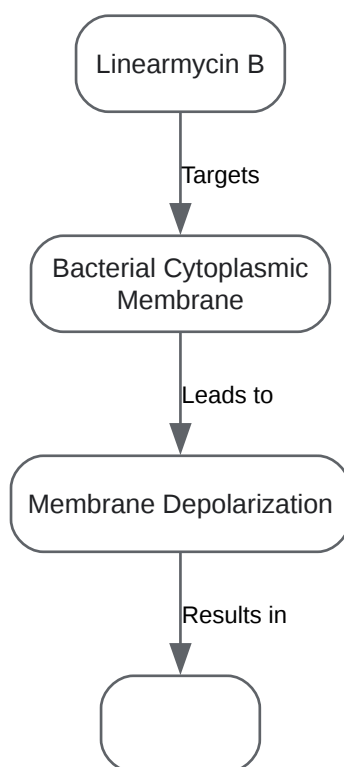 Linearmycin B
Targets
Bacterial Cytoplasmic
Membrane
Leads to
Membrane Depolarization
Results in